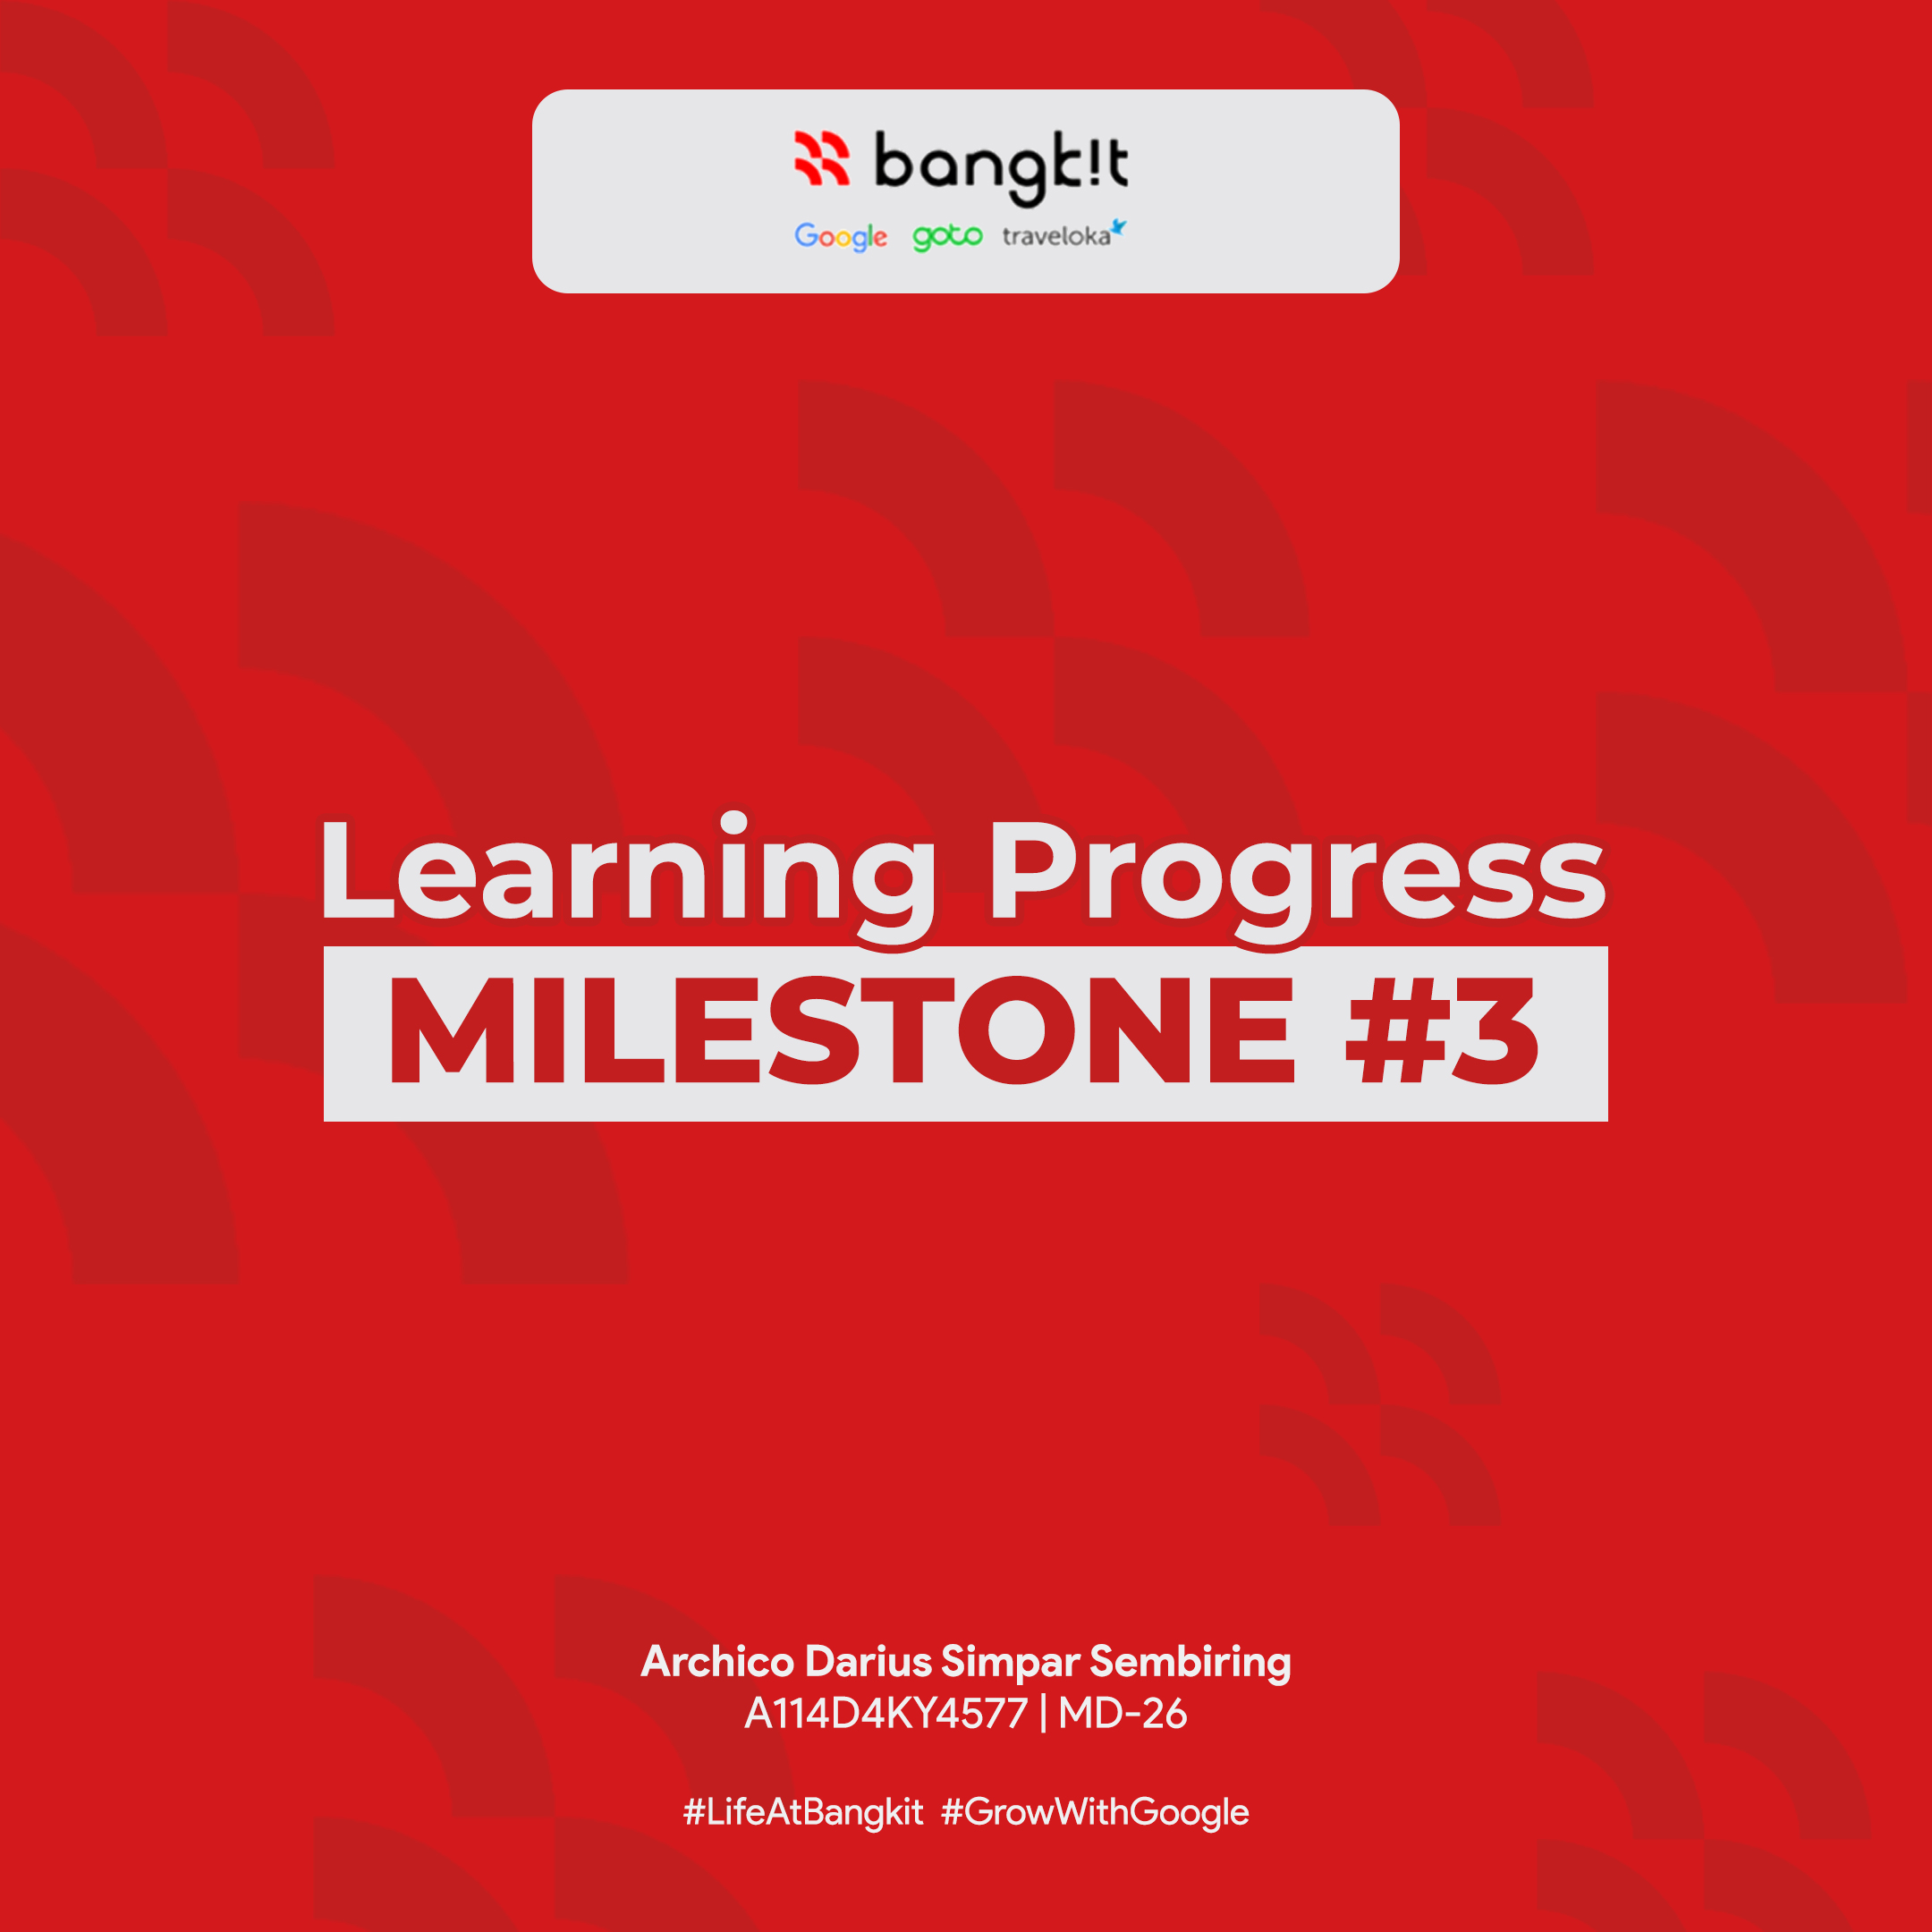 bangk!t
Google goto traveloka
Learning Progress
MILESTONE #3
Archico Darius Simpar Sembiring
A114D4KY4577 | MD-26
#LifeAtBangkit #GrowWithGoogle